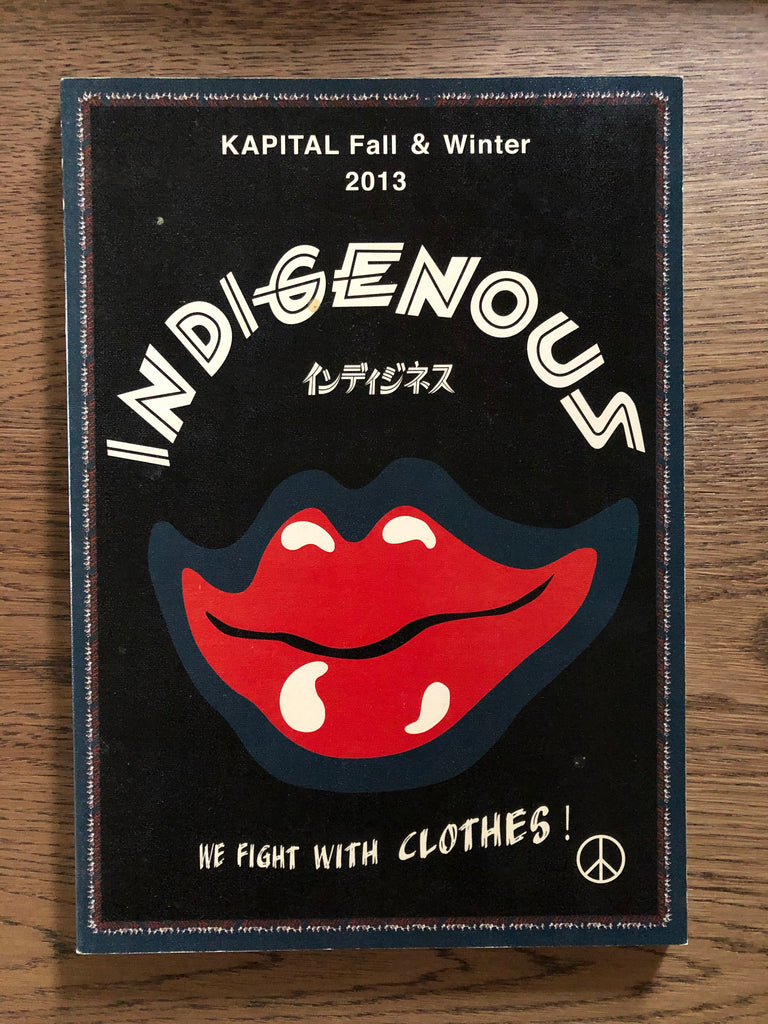 KAPITAL Fall & Winter
2013
INDIGENOUS
インディジネス
WE FIGHT WITH CLOTHES!